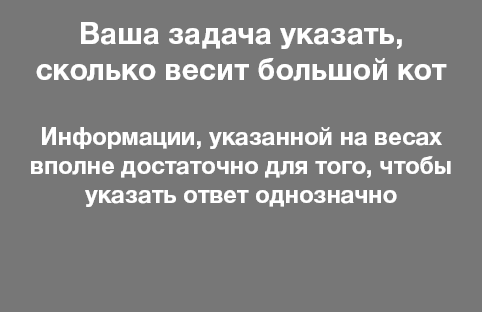 Ваша задача указать,
сколько весит большой кот
Информации, указанной на весах
вполне достаточно для того, чтобы
указать ответ однозначно